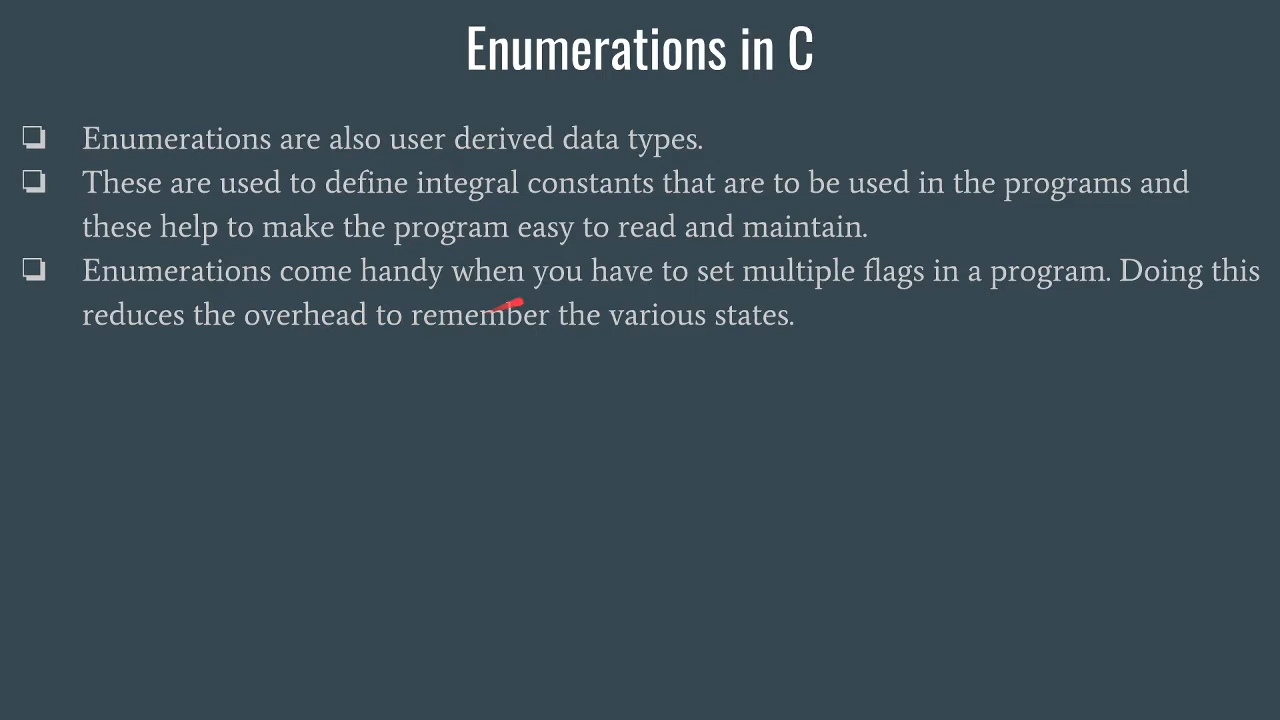 Enumerations in C
Enumerations are also user derived data types.
These are used to define integral constants that are to be used in the programs and
these help to make the program easy to read and maintain.
Enumerations come handy when you have to set multiple flags in a program. Doing this
reduces the overhead to remember the various states.